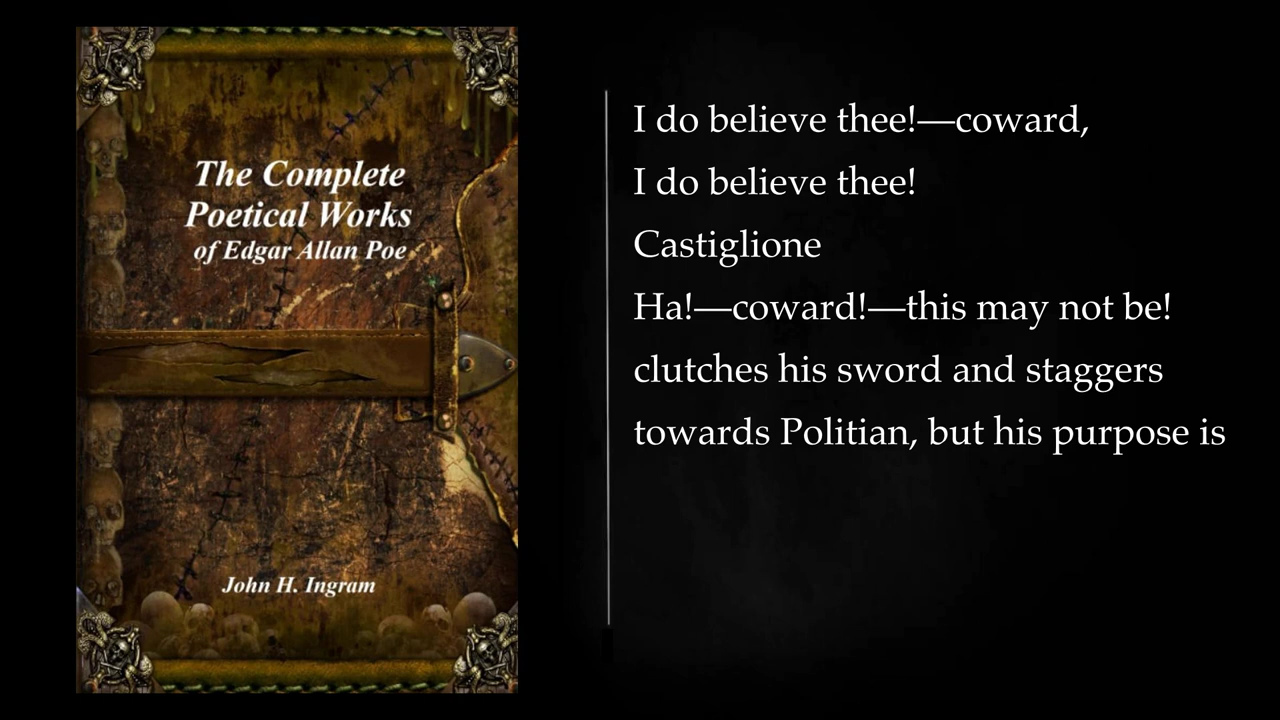 The Complete
Poetical Works
of Edgar Allan Poe
John H. Ingram
I do believe thee!—coward,
I do believe thee!
Castiglione
Ha!—coward!—this may not be!
clutches his sword and staggers
towards Politian, but his purpose is